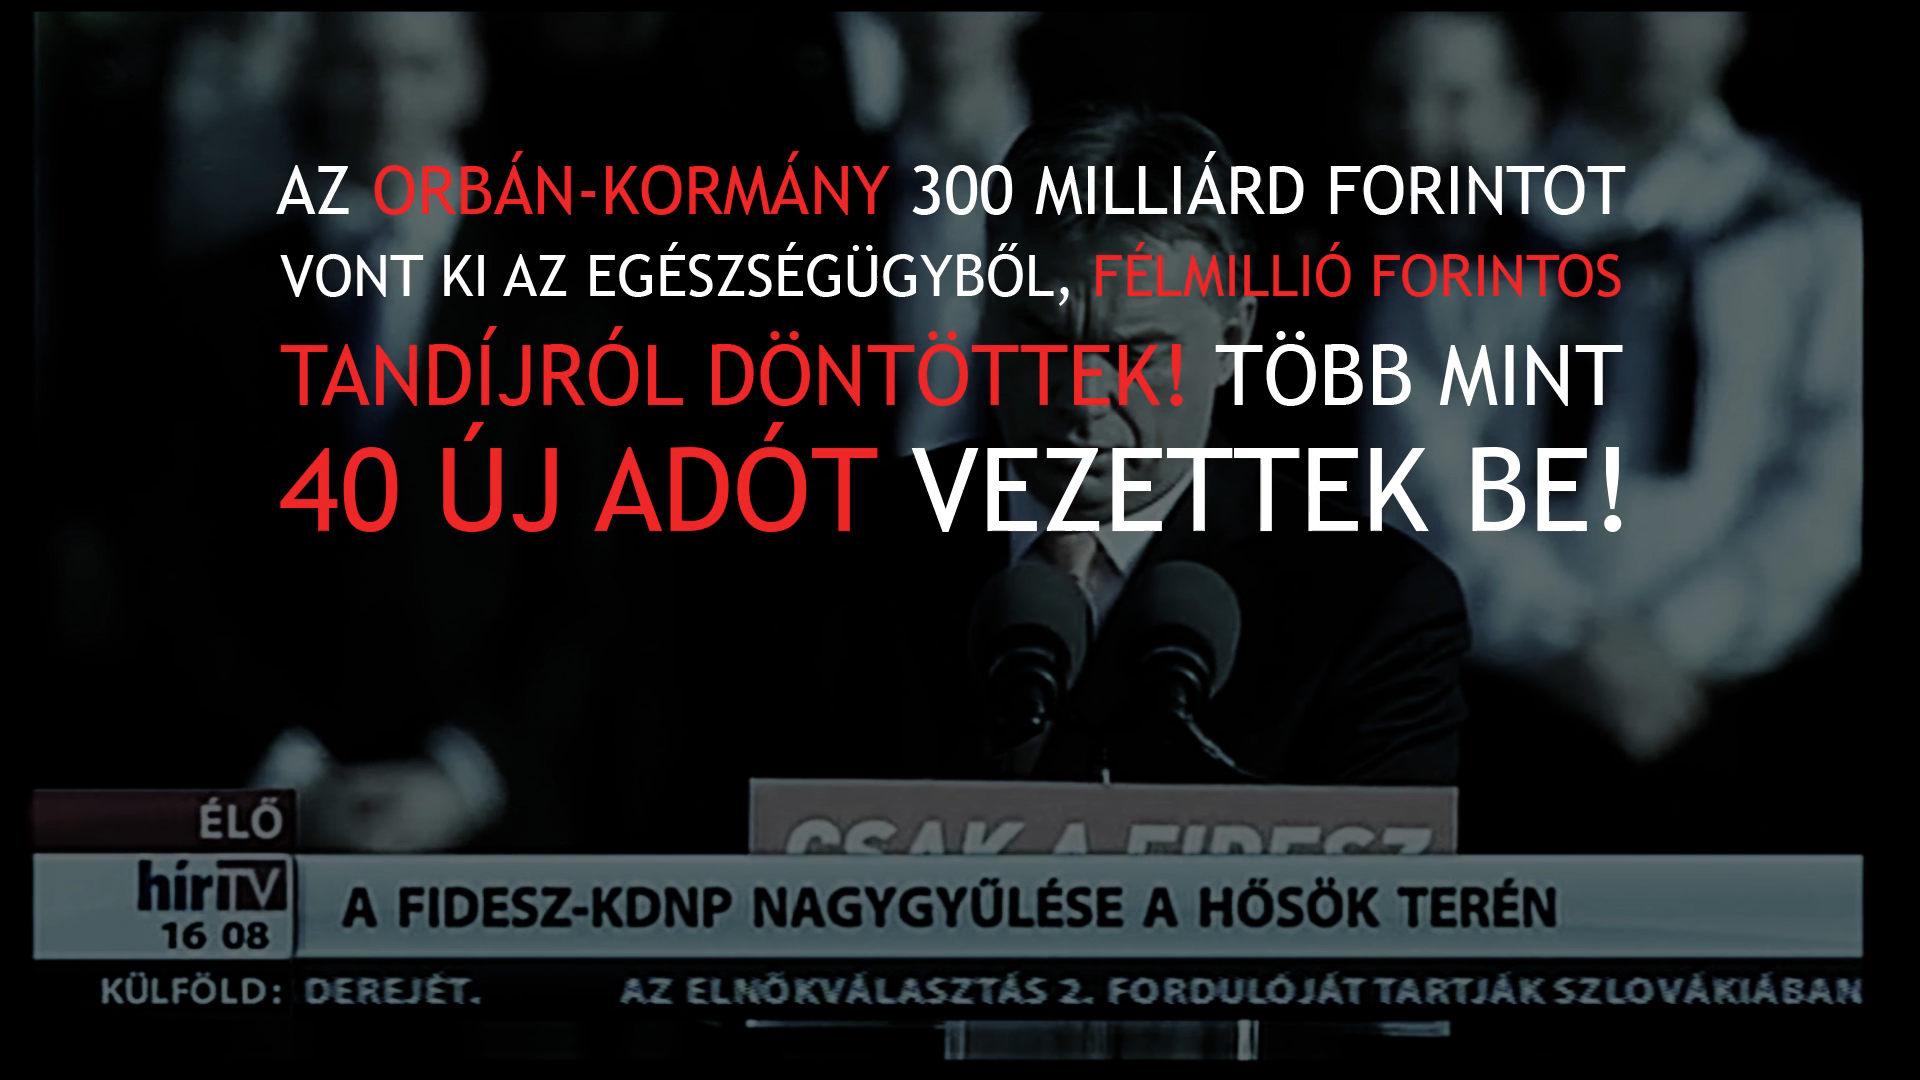 AZ ORBÁN-KORMÁNY 300 MILLIÁRD FORINTOT
VONT KI AZ EGÉSZSÉGÜGYBŐL, FÉLMILLIÓ FORINTOS
TANDÍJRÓL DÖNTÖTTEK! TÖBB MINT
40 ÚJ ADÓT VEZETTEK BE!
CSAK A FIDESZ
ÉLŐ
hírTV
16 08
A FIDESZ-KDNP NAGYGYŰLÉSE A HŐSÖK TERÉN
KÜLFÖLD: DEREJÉT. AZ ELNÖKVÁLASZTÁS 2. FORDULÓJÁT TARTJÁK SZLOVÁKIÁBAN